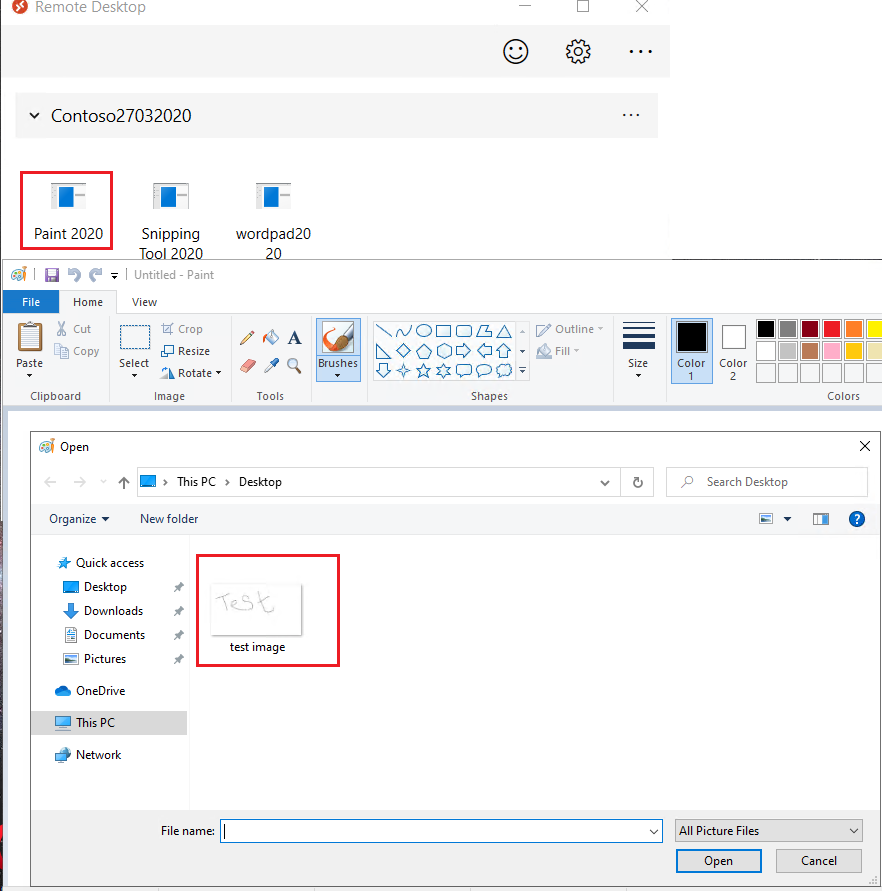 Remote Desktop
Contoso27032020
Paint 2020
Snipping
Tool 2020
wordpad20
20
Untitled - Paint
File
Home
View
Paste
Cut
Copy
Clipboard
Select
Crop
Resize
Rotate
Image
A
Tools
Brushes
Outline
Fill
Shapes
Size
Color
1
Color
2
Colors
Open
This PC
Desktop
Search Desktop
Organize
New folder
?
Quick access
Desktop
Downloads
Documents
Pictures
OneDrive
This PC
Network
Test
test image
File name:
All Picture Files
Open
Cancel